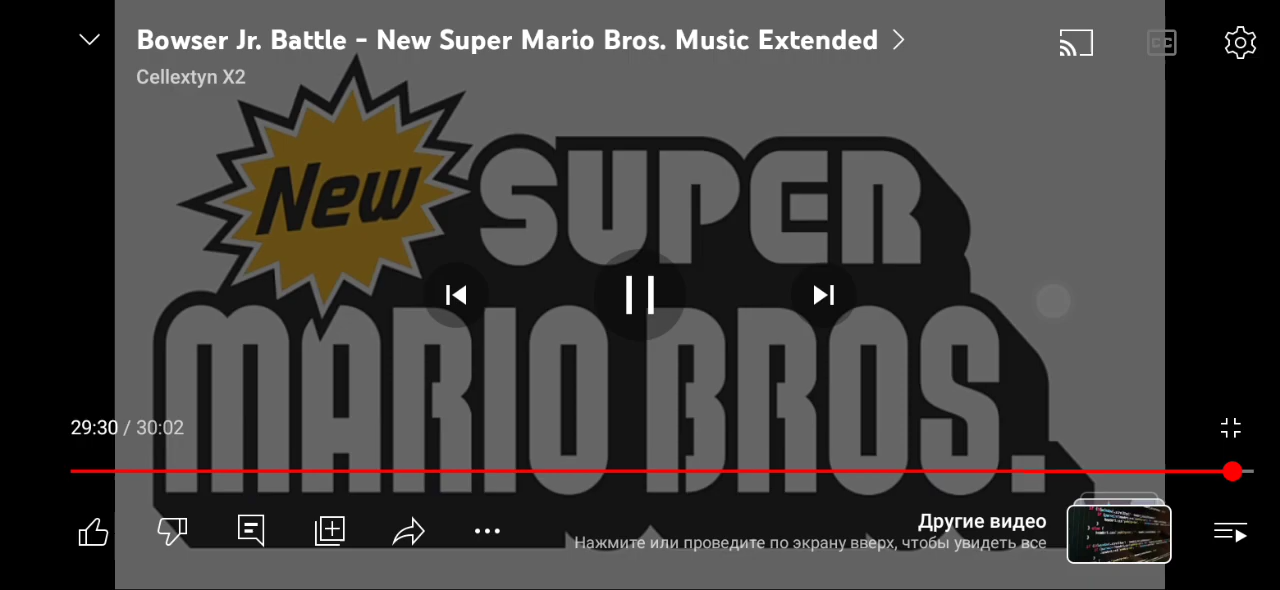 Bowser Jr. Battle - New Super Mario Bros. Music Extended
Cellextyn X2
CC
New SUPER
MARIO BROS.
29:30 / 30:02
Другие видео
Нажмите или проведите по экрану вверх, чтобы увидеть все